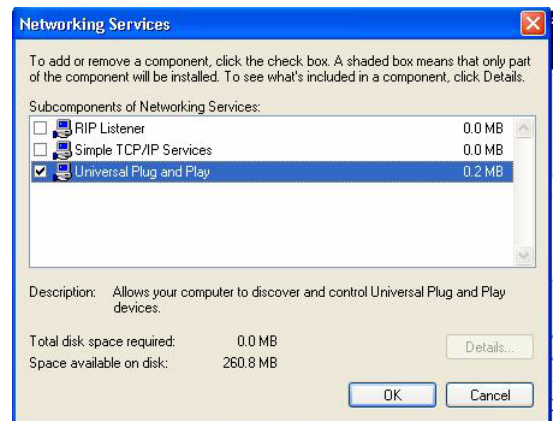 Networking Services
To add or remove a component, click the check box. A shaded box means that only part
of the component will be installed. To see what's included in a component, click Details.
Subcomponents of Networking Services:
RIP Listener 0.0 MB
Simple TCP/IP Services 0.0 MB
Universal Plug and Play 0.2 MB
Description: Allows your computer to discover and control Universal Plug and Play
devices.
Total disk space required: 0.0 MB
Details...
Space available on disk: 260.8 MB
OK Cancel